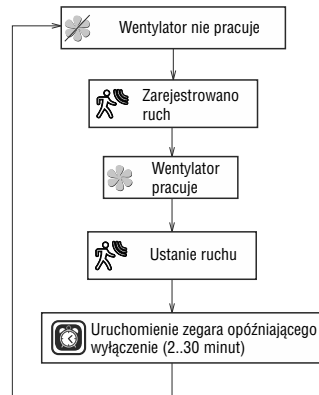 Wentylator nie pracuje
Zarejestrowano
ruch
Wentylator
pracuje
Ustanie ruchu
Uruchomienie zegara opóźniającego
wyłączenie (2..30 minut)